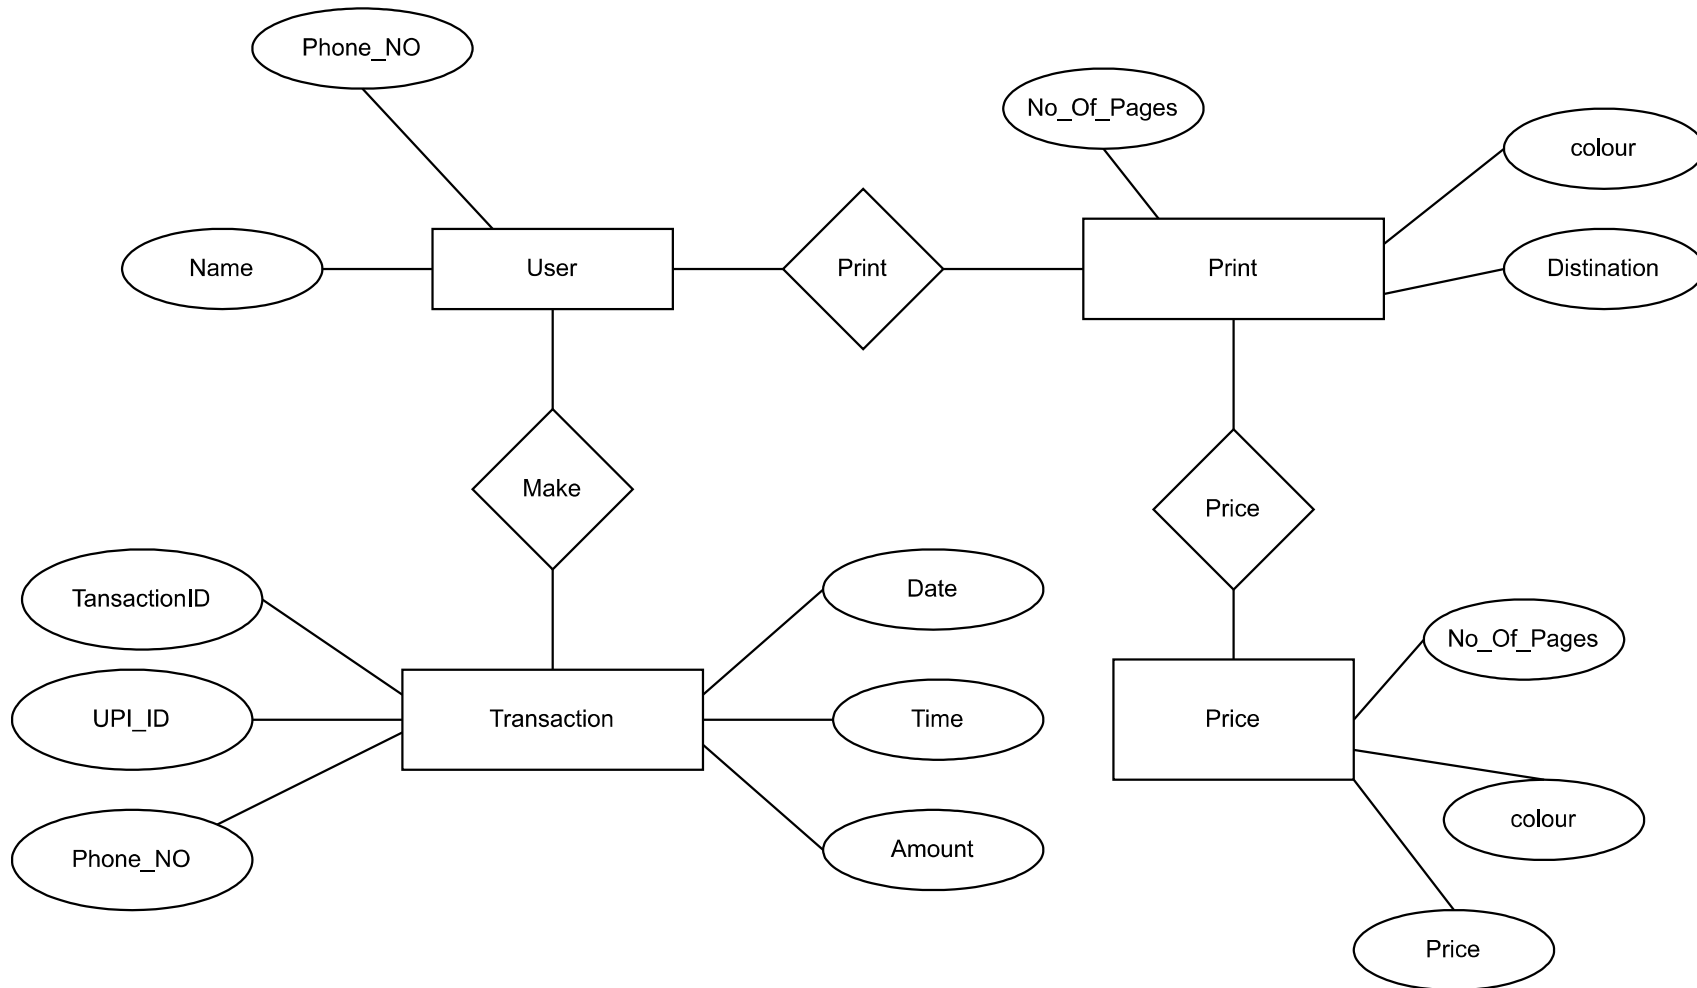 Phone_NO
No_Of_Pages
colour
Name
User
Print
Print
Distination
Make
Price
TansactionID
Date
No_Of_Pages
UPI_ID
Transaction
Time
Price
colour
Phone_NO
Amount
Price